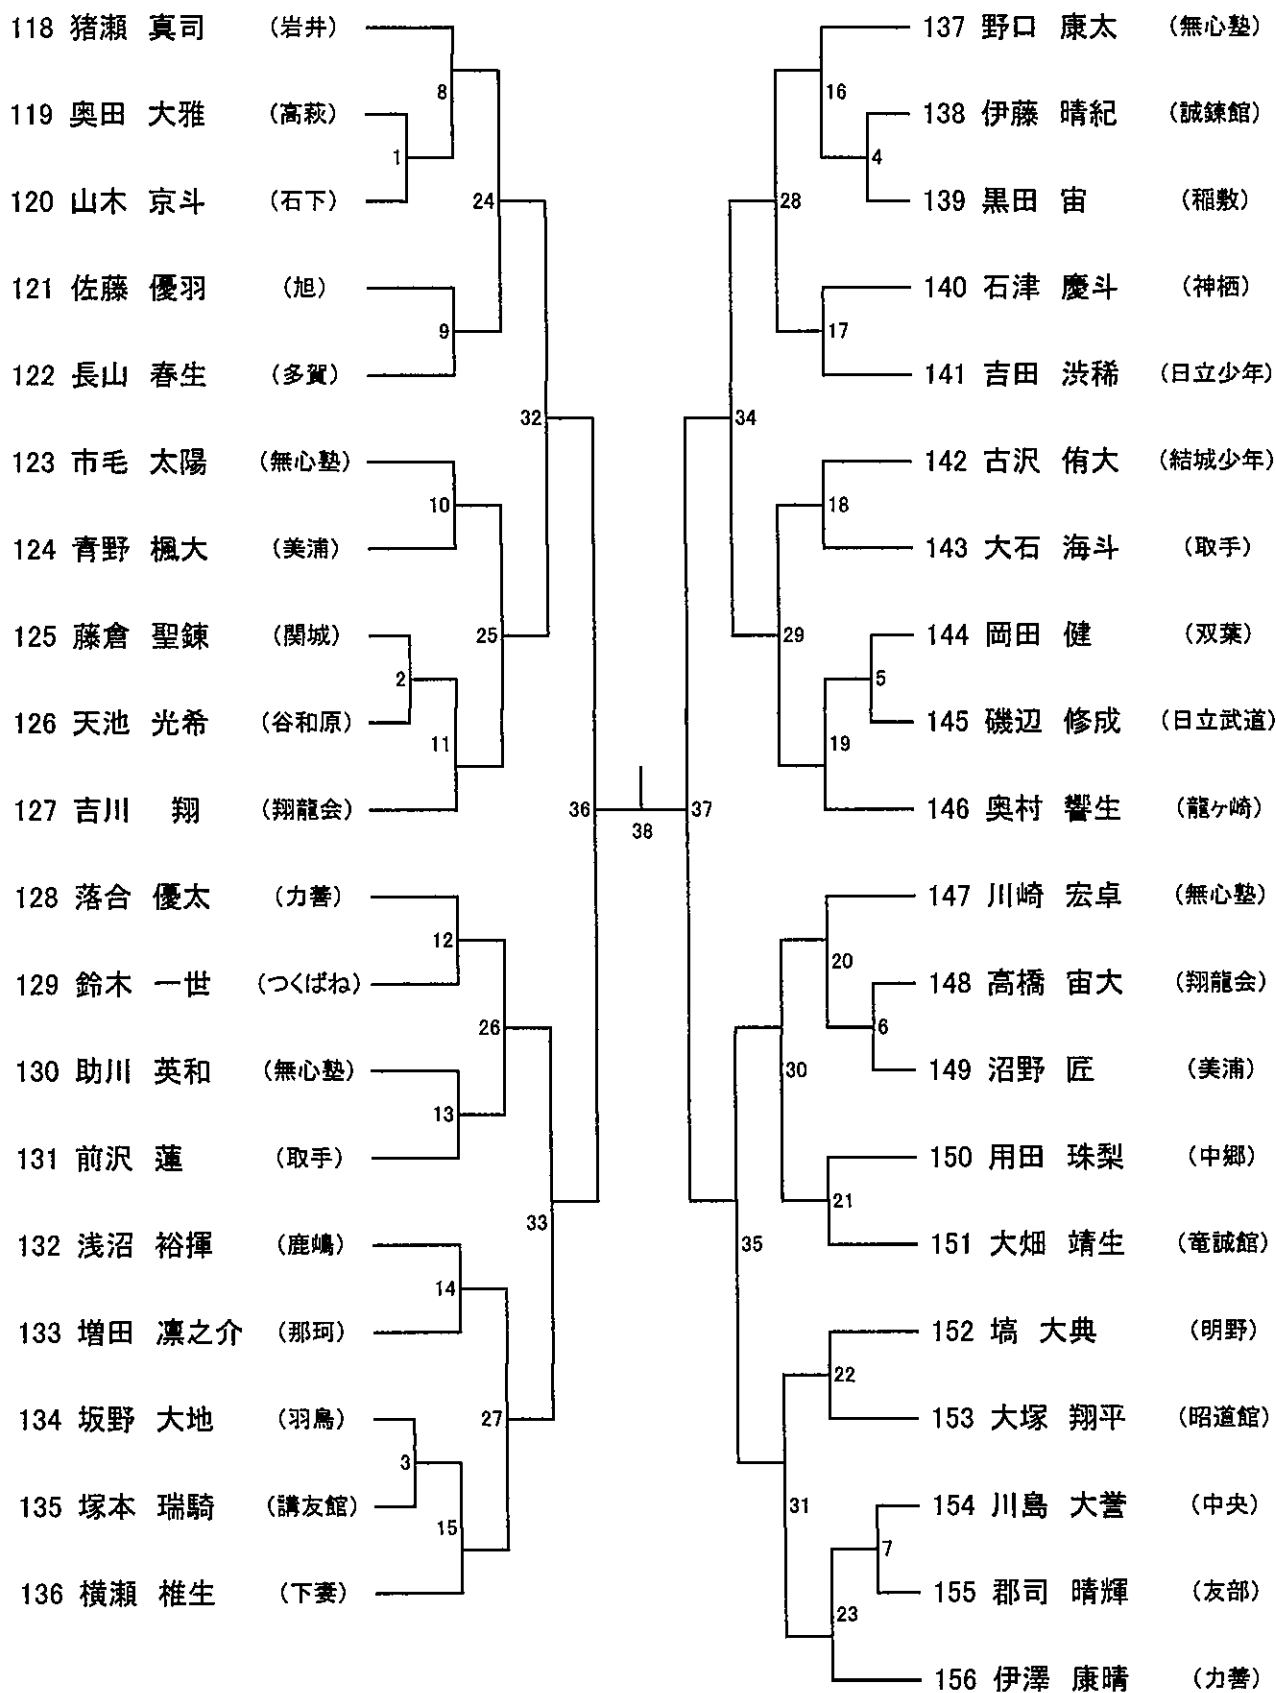 118 猪瀬 真司 (岩井)
119 奥田 大雅 (高萩)
120 山木 京斗 (石下)
121 佐藤 優羽 (旭)
122 長山 春生 (多賀)
123 市毛 太陽 (無心塾)
124 青野 楓大 (美浦)
125 藤倉 聖錬 (関城)
126 天池 光希 (谷和原)
127 吉川 翔 (翔龍会)
128 落合 優太 (力善)
129 鈴木 一世 (つくばね)
130 助川 英和 (無心塾)
131 前沢 蓮 (取手)
132 浅沼 裕揮 (鹿嶋)
133 増田 凛之介 (那珂)
134 坂野 大地 (羽鳥)
135 塚本 瑞騎 (講友館)
136 横瀬 椎生 (下妻)
8
1
24
9
32
10
25
2
11
36
12
26
13
33
14
27
3
15
38
16
4
28
17
34
18
29
5
19
37
20
6
30
21
35
22
31
7
23
137 野口 康太 (無心塾)
138 伊藤 晴紀 (誠錬館)
139 黒田 宙 (稲敷)
140 石津 慶斗 (神栖)
141 吉田 渋稀 (日立少年)
142 古沢 侑大 (結城少年)
143 大石 海斗 (取手)
144 岡田 健 (双葉)
145 磯辺 修成 (日立武道)
146 奥村 響生 (龍ヶ崎)
147 川崎 宏卓 (無心塾)
148 高橋 宙大 (翔龍会)
149 沼野 匠 (美浦)
150 用田 珠梨 (中郷)
151 大畑 靖生 (竜誠館)
152 塙 大典 (明野)
153 大塚 翔平 (昭道館)
154 川島 大誉 (中央)
155 郡司 晴輝 (友部)
156 伊澤 康晴 (力善)